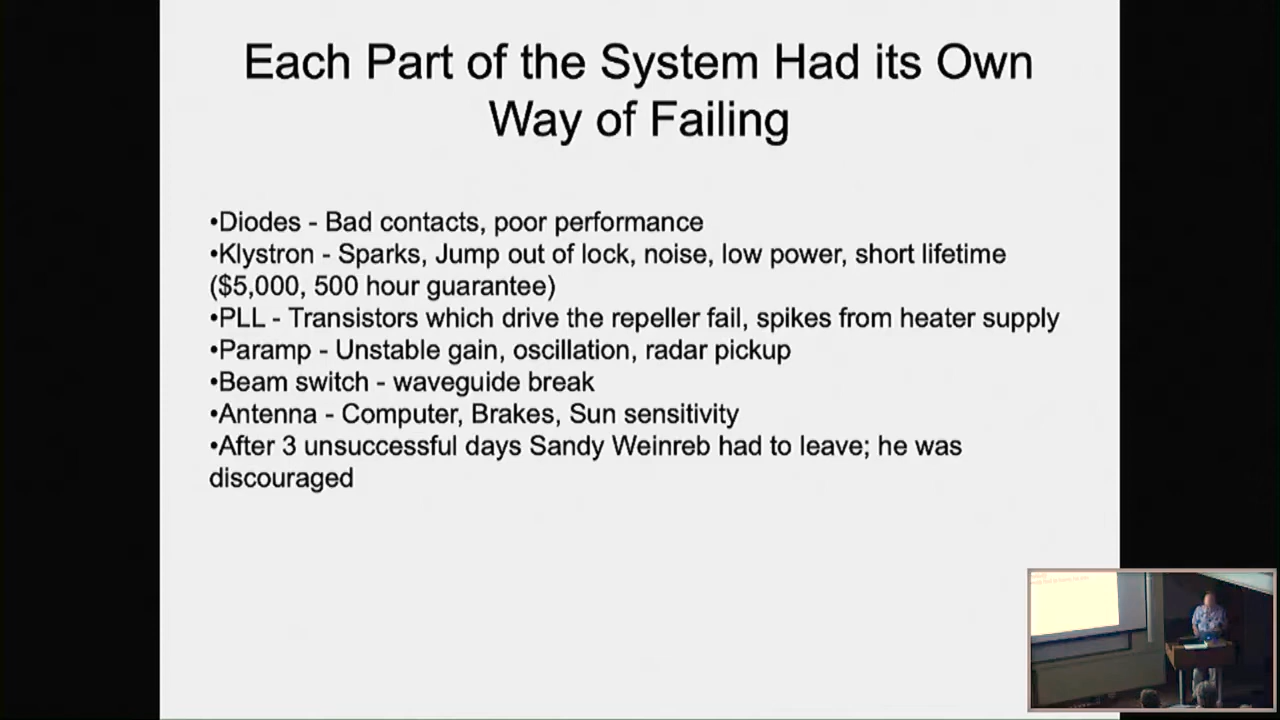 Each Part of the System Had its Own
Way of Failing
•Diodes - Bad contacts, poor performance
•Klystron - Sparks, Jump out of lock, noise, low power, short lifetime
($5,000, 500 hour guarantee)
•PLL - Transistors which drive the repeller fail, spikes from heater supply
•Paramp - Unstable gain, oscillation, radar pickup
•Beam switch - waveguide break
•Antenna - Computer, Brakes, Sun sensitivity
•After 3 unsuccessful days Sandy Weinreb had to leave; he was
discouraged